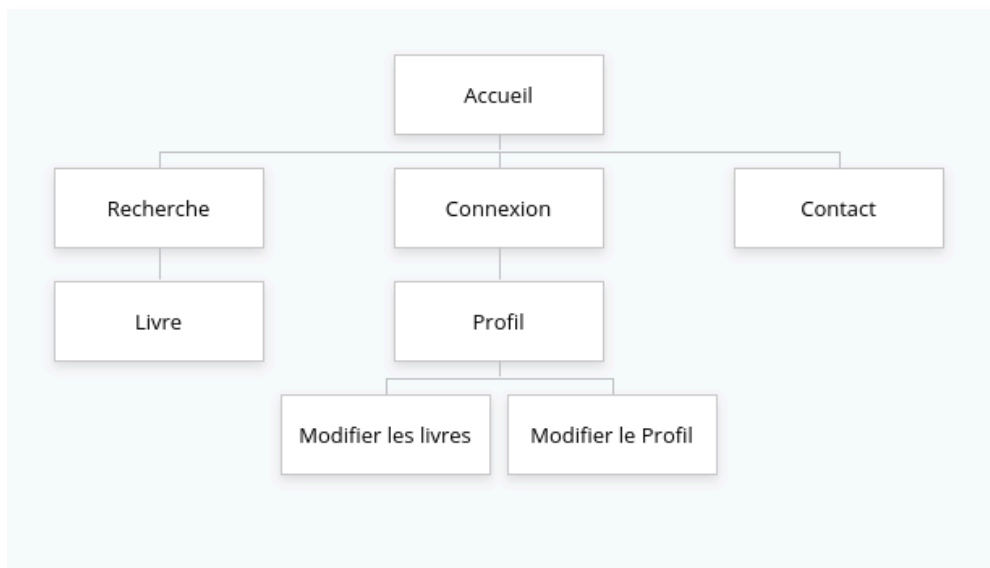 Accueil
Recherche
Connexion
Contact
Livre
Profil
Modifier les livres
Modifier le Profil